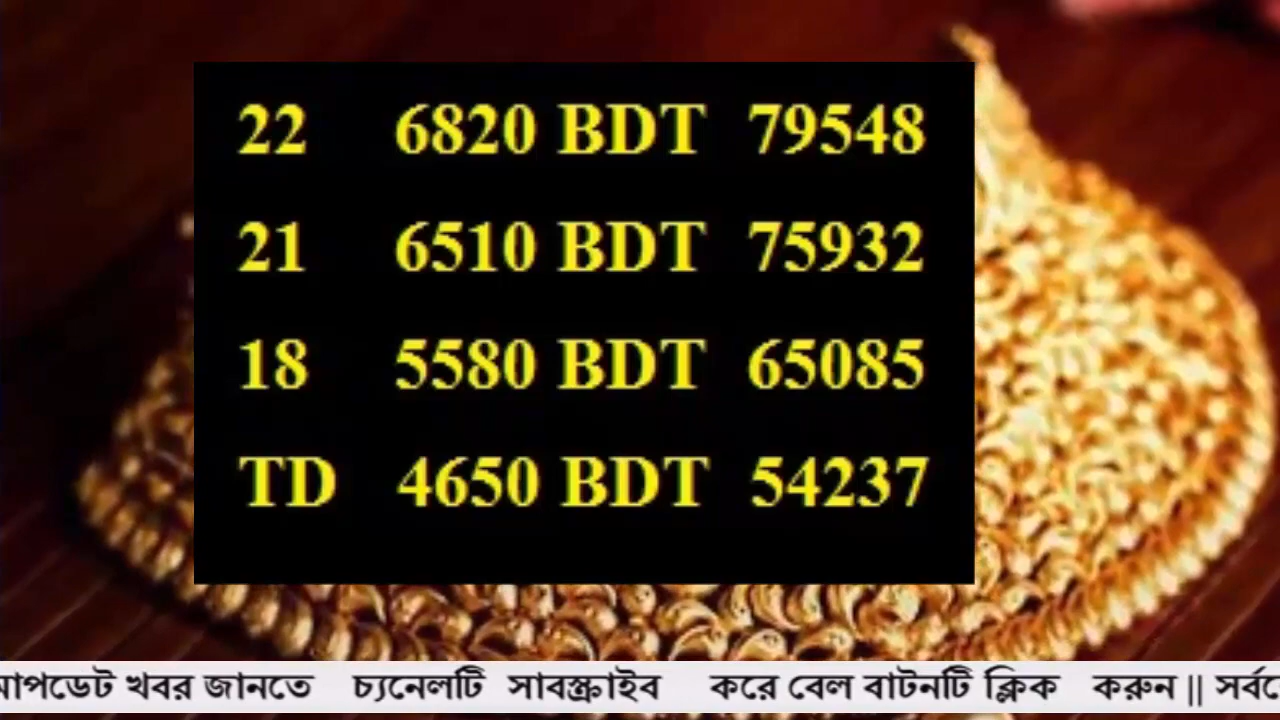 22 6820 BDT 79548
21 6510 BDT 75932
18 5580 BDT 65085
TD 4650 BDT 54237
খবর জানতে চ্যনেলটি সাবস্ক্রাইব করে বেল বাটনটি ক্লিক করুন ||